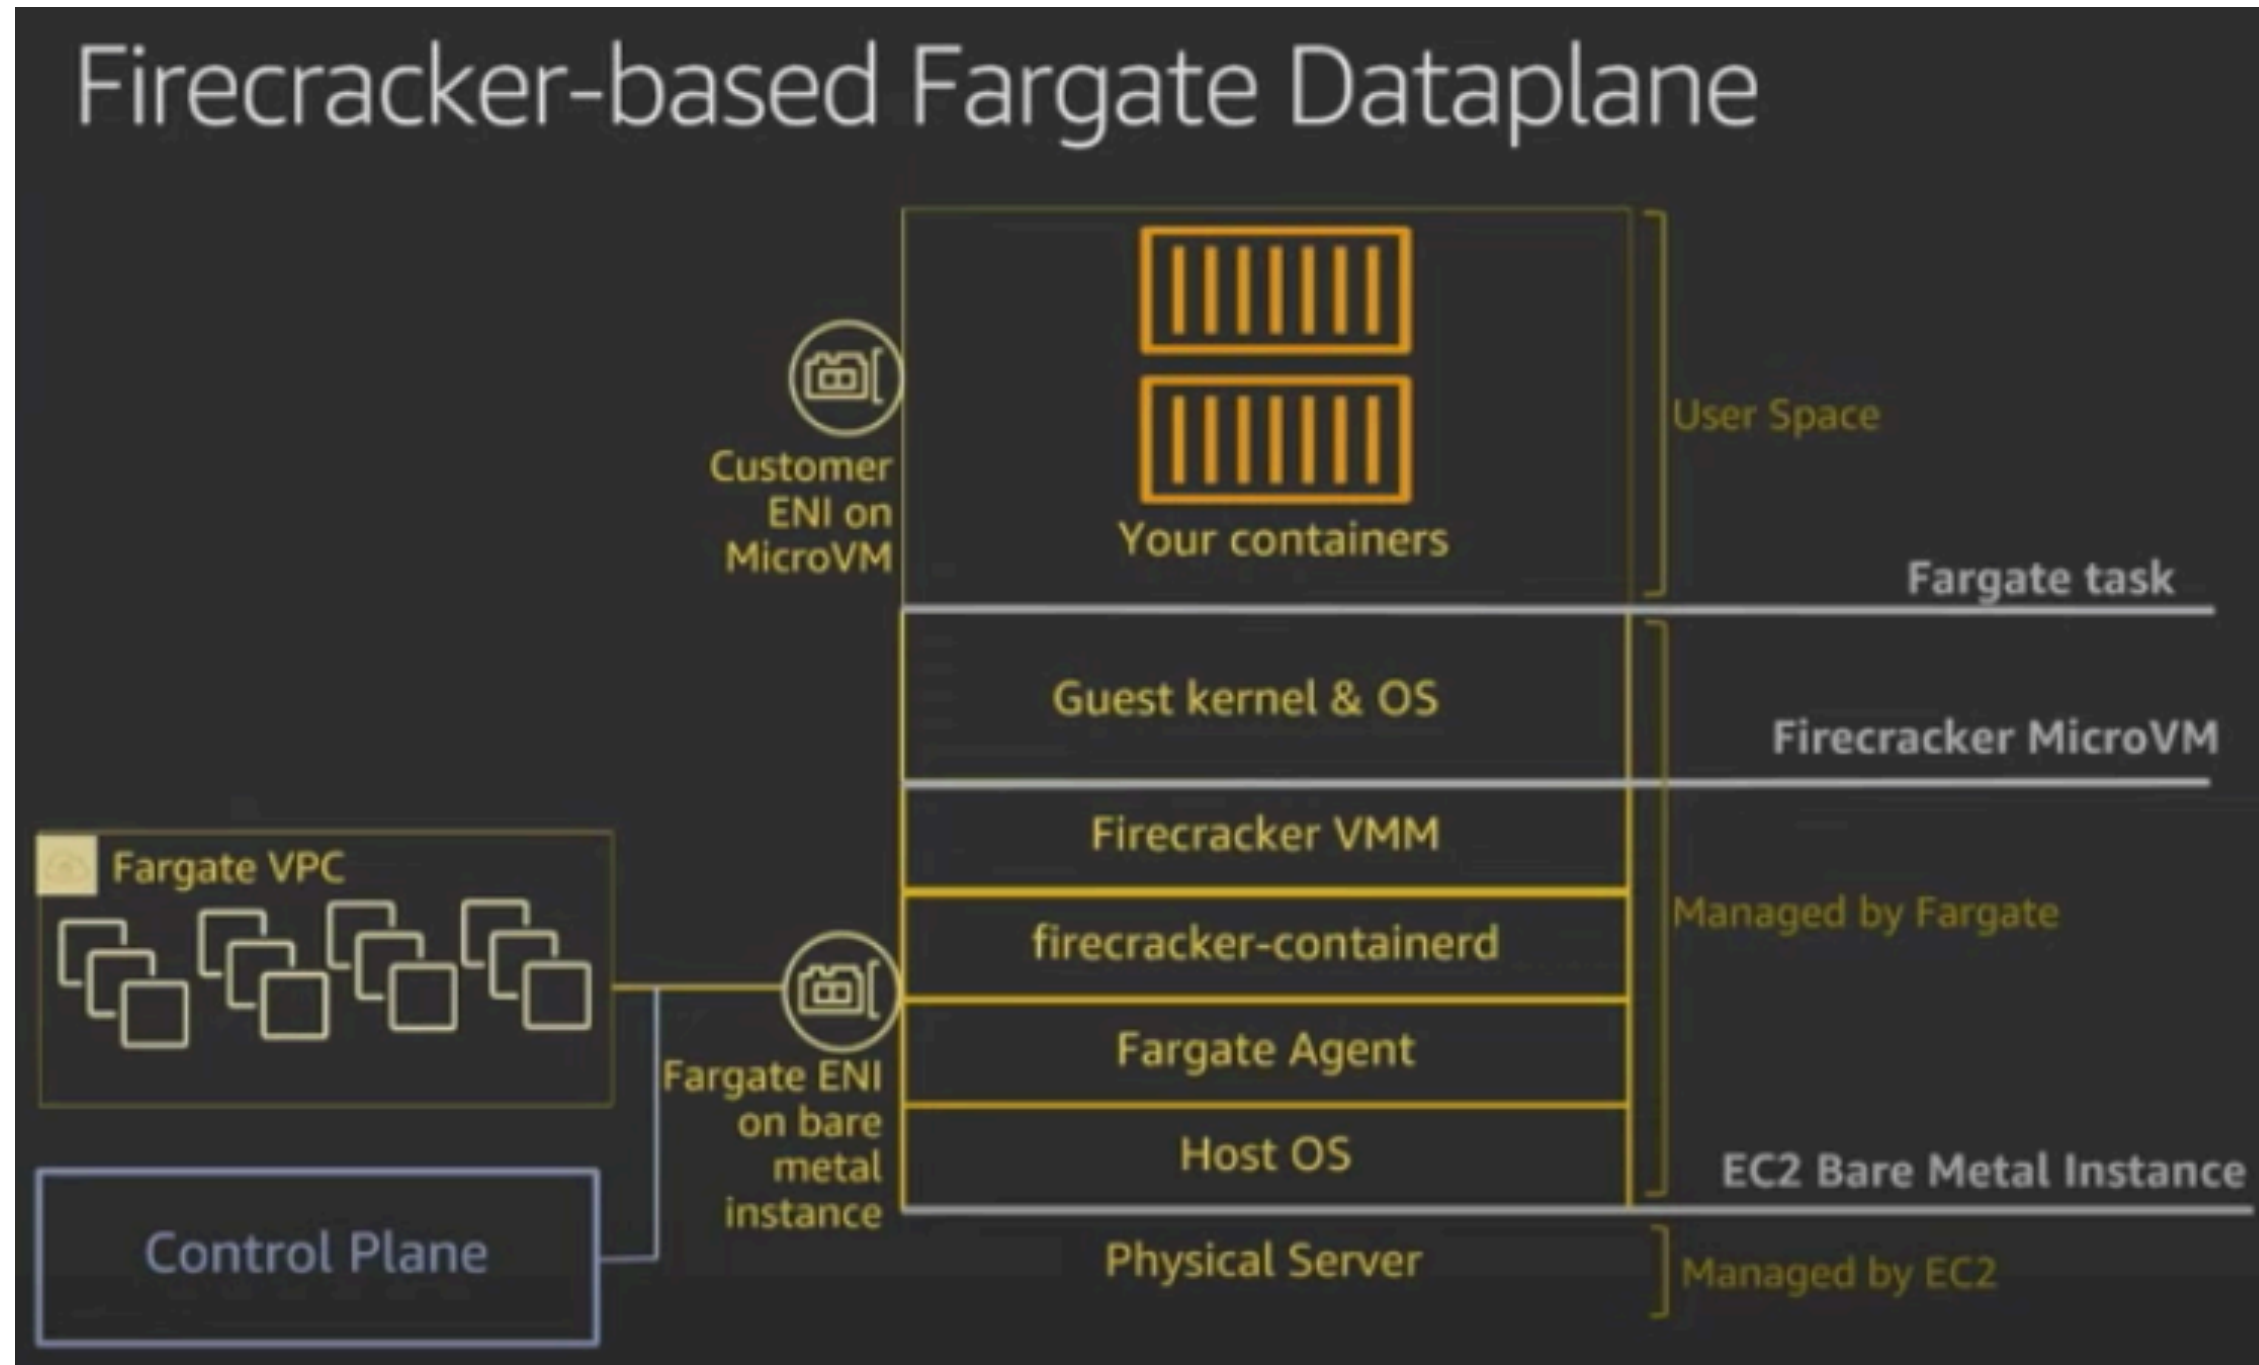 Firecracker-based Fargate Dataplane
Customer
ENI on
MicroVM
Your containers
User Space
Fargate task
Guest kernel & OS
Firecracker MicroVM
Firecracker VMM
Fargate VPC
firecracker-containerd
Managed by Fargate
Fargate Agent
Fargate ENI
on bare
metal
instance
Host OS
EC2 Bare Metal Instance
Control Plane
Physical Server
Managed by EC2